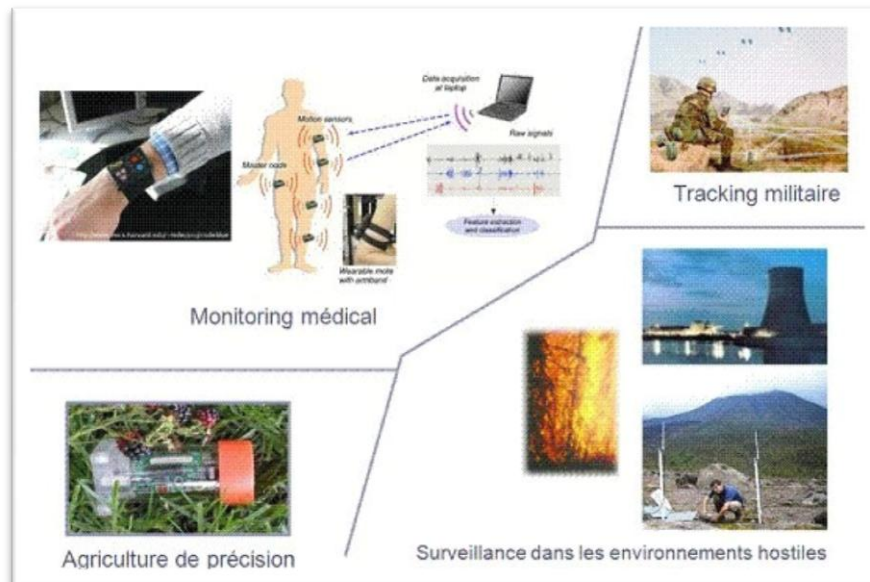 Data acquisition
at laptop
Motion sensors
Raw signals
Master node
Feature extraction
and classification
Wearable mote
with armband
Monitoring médical
Tracking militaire
Agriculture de précision
Surveillance dans les environnements hostiles